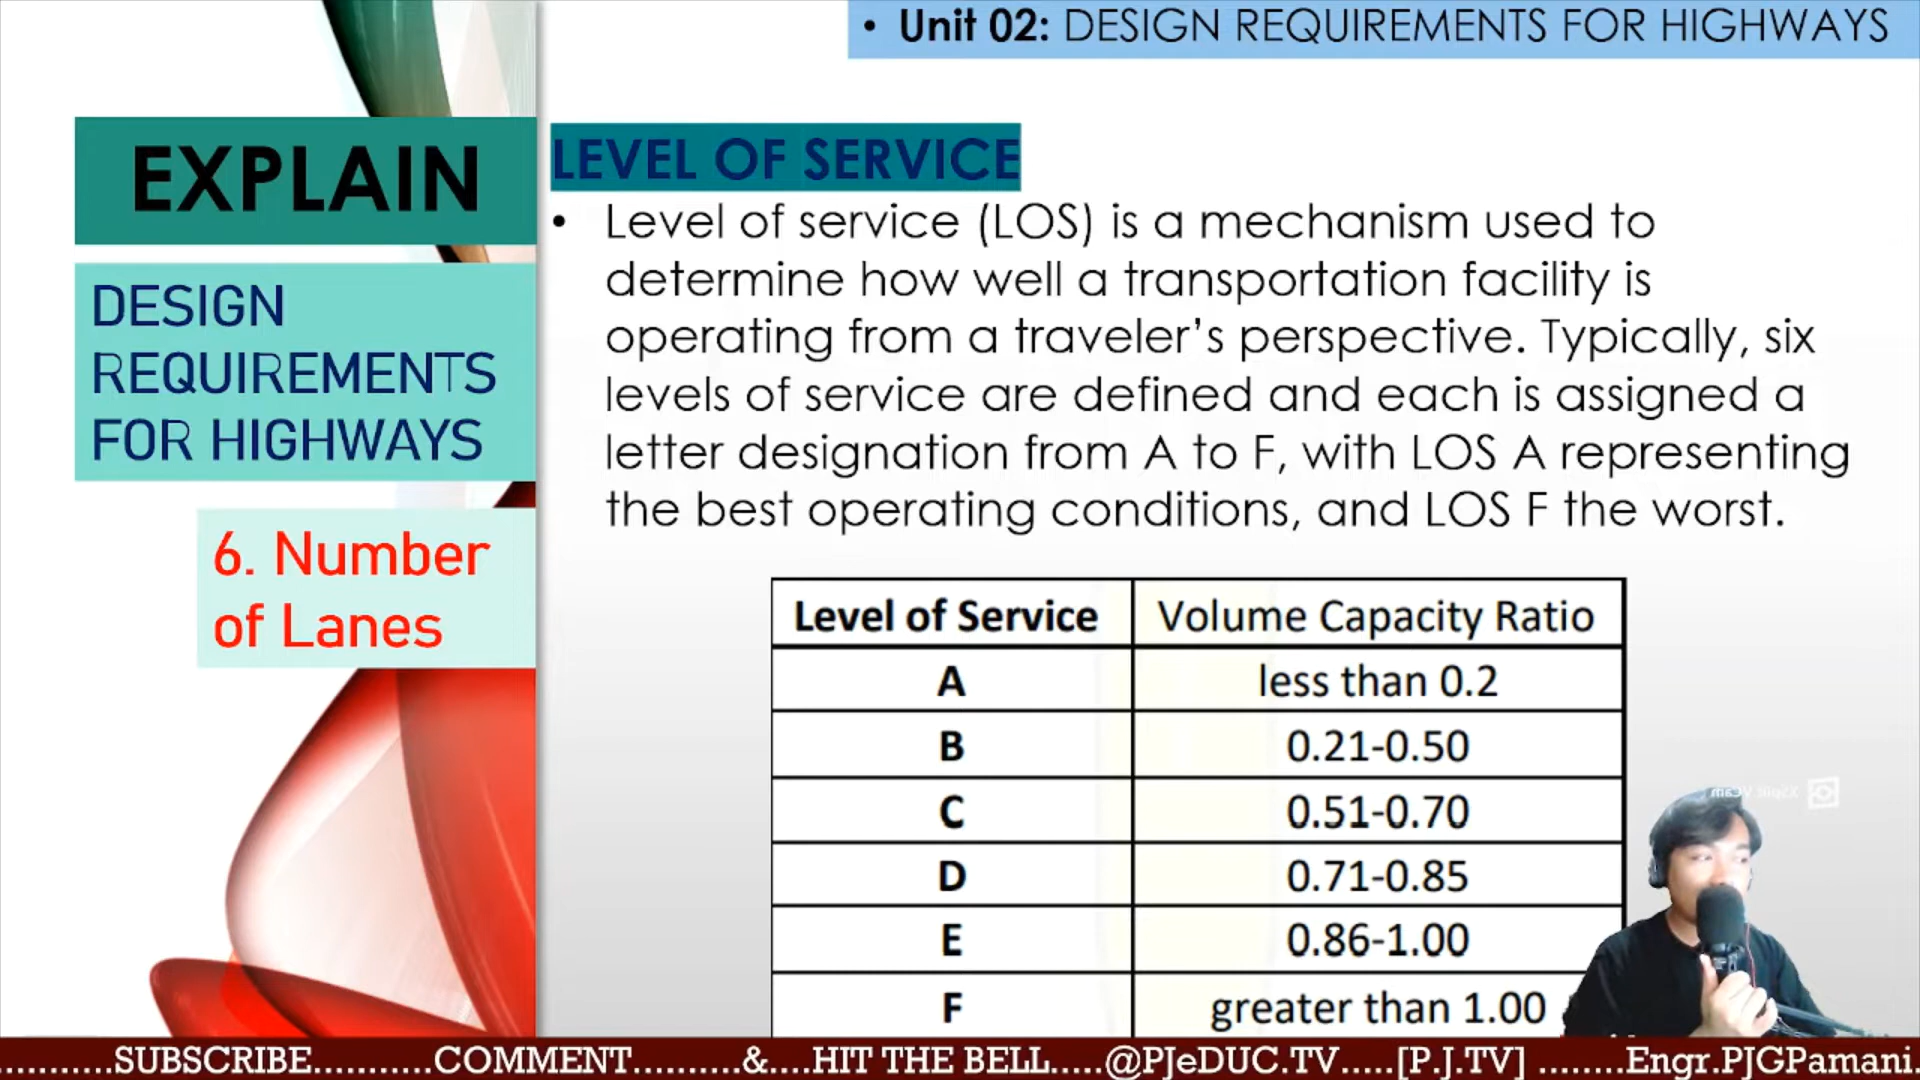 • Unit 02: DESIGN REQUIREMENTS FOR HIGHWAYS
EXPLAIN
DESIGN
REQUIREMENTS
FOR HIGHWAYS
6. Number
of Lanes
LEVEL OF SERVICE
• Level of service (LOS) is a mechanism used to
determine how well a transportation facility is
operating from a traveler’s perspective. Typically, six
levels of service are defined and each is assigned a
letter designation from A to F, with LOS A representing
the best operating conditions, and LOS F the worst.
Level of Service Volume Capacity Ratio
A less than 0.2
B 0.21-0.50
C 0.51-0.70
D 0.71-0.85
E 0.86-1.00
F greater than 1.00
XSplit VCam
...........SUBSCRIBE...........COMMENT..........&....HIT THE BELL.....@PJeDUC.TV.....[P.J.TV] ........Engr.PJGPamani.